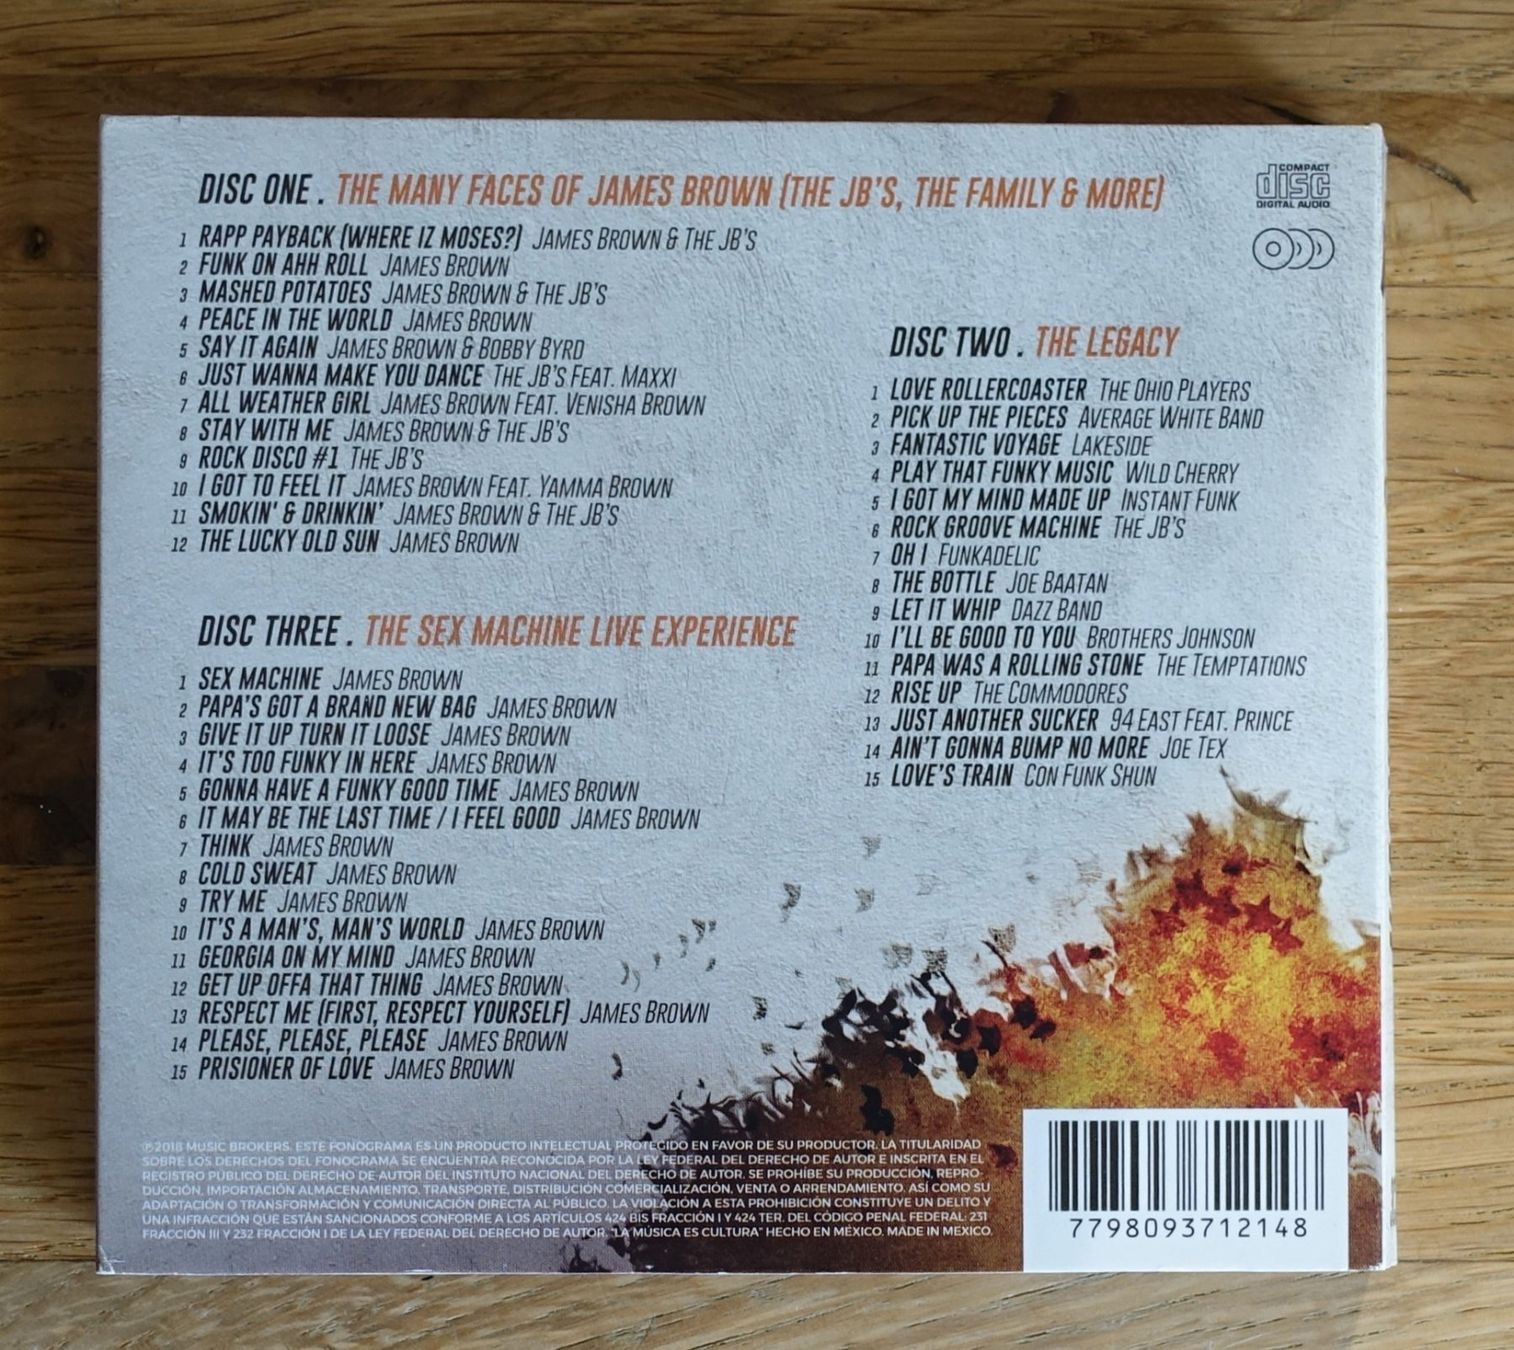 DISC ONE . THE MANY FACES OF JAMES BROWN (THE JB'S, THE FAMILY & MORE)
1 RAPP PAYBACK (WHERE IZ MOSES?) JAMES BROWN & THE JB'S
2 FUNK ON AHH ROLL JAMES BROWN
3 MASHED POTATOES JAMES BROWN & THE JB'S
4 PEACE IN THE WORLD JAMES BROWN
5 SAY IT AGAIN JAMES BROWN & BOBBY BYRD
6 JUST WANNA MAKE YOU DANCE THE JB'S FEAT. MAXXI
7 ALL WEATHER GIRL JAMES BROWN FEAT. VENISHA BROWN
8 STAY WITH ME JAMES BROWN & THE JB'S
9 ROCK DISCO #1 THE JB'S
10 I GOT TO FEEL IT JAMES BROWN FEAT. YAMMA BROWN
11 SMOKIN' & DRINKIN' JAMES BROWN & THE JB'S
12 THE LUCKY OLD SUN JAMES BROWN
COMPACT
disc
DIGITAL AUDIO
DISC TWO . THE LEGACY
1 LOVE ROLLERCOASTER THE OHIO PLAYERS
2 PICK UP THE PIECES AVERAGE WHITE BAND
3 FANTASTIC VOYAGE LAKESIDE
4 PLAY THAT FUNKY MUSIC WILD CHERRY
5 I GOT MY MIND MADE UP INSTANT FUNK
6 ROCK GROOVE MACHINE THE JB'S
7 OH I FUNKADELIC
8 THE BOTTLE JOE BAATAN
9 LET IT WHIP DAZZ BAND
10 I'LL BE GOOD TO YOU BROTHERS JOHNSON
11 PAPA WAS A ROLLING STONE THE TEMPTATIONS
12 RISE UP THE COMMODORES
13 JUST ANOTHER SUCKER 94 EAST FEAT. PRINCE
14 AIN'T GONNA BUMP NO MORE JOE TEX
15 LOVE'S TRAIN CON FUNK SHUN
DISC THREE . THE SEX MACHINE LIVE EXPERIENCE
1 SEX MACHINE JAMES BROWN
2 PAPA'S GOT A BRAND NEW BAG JAMES BROWN
3 GIVE IT UP TURN IT LOOSE JAMES BROWN
4 IT'S TOO FUNKY IN HERE JAMES BROWN
5 GONNA HAVE A FUNKY GOOD TIME JAMES BROWN
6 IT MAY BE THE LAST TIME / I FEEL GOOD JAMES BROWN
7 THINK JAMES BROWN
8 COLD SWEAT JAMES BROWN
9 TRY ME JAMES BROWN
10 IT'S A MAN'S, MAN'S WORLD JAMES BROWN
11 GEORGIA ON MY MIND JAMES BROWN
12 GET UP OFFA THAT THING JAMES BROWN
13 RESPECT ME (FIRST, RESPECT YOURSELF) JAMES BROWN
14 PLEASE, PLEASE, PLEASE JAMES BROWN
15 PRISIONER OF LOVE JAMES BROWN
℗2018 MUSIC BROKERS. ESTE FONOGRAMA ES UN PRODUCTO INTELECTUAL PROTEGIDO EN FAVOR DE SU PRODUCTOR. LA TITULARIDAD
SOBRE LOS DERECHOS DEL FONOGRAMA SE ENCUENTRA RECONOCIDA POR LA LEY FEDERAL DEL DERECHO DE AUTOR E INSCRITA EN EL
REGISTRO PÚBLICO DEL DERECHO DE AUTOR DEL INSTITUTO NACIONAL DEL DERECHO DE AUTOR. SE PROHÍBE SU PRODUCCIÓN, REPRO-
DUCCIÓN, IMPORTACIÓN ALMACENAMIENTO, TRANSPORTE, DISTRIBUCIÓN COMERCIALIZACIÓN, VENTA O ARRENDAMIENTO. ASÍ COMO SU
ADAPTACIÓN O TRANSFORMACIÓN Y COMUNICACIÓN DIRECTA AL PÚBLICO. LA VIOLACIÓN A ESTA PROHIBICIÓN CONSTITUYE UN DELITO Y
UNA INFRACCIÓN QUE ESTÁN SANCIONADOS CONFORME A LOS ARTÍCULOS 424 BIS FRACCIÓN I Y 424 TER. DEL CÓDIGO PENAL FEDERAL: 231
FRACCIÓN III Y 232 FRACCIÓN I DE LA LEY FEDERAL DEL DERECHO DE AUTOR. "LA MÚSICA ES CULTURA" HECHO EN MÉXICO. MADE IN MEXICO.
7798093712148